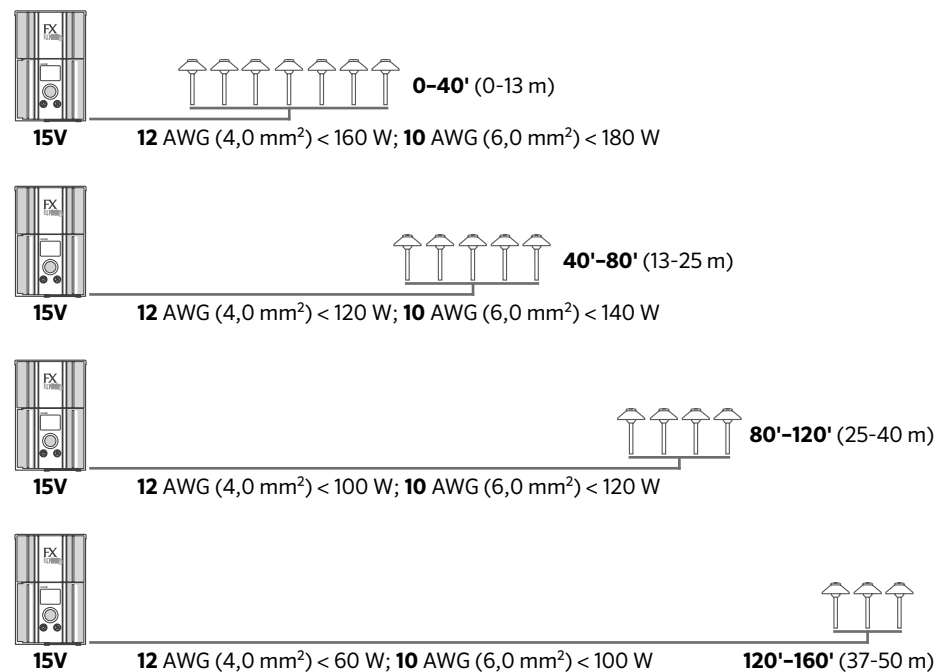 FX
0–40' (0-13 m)
15V
12 AWG (4,0 mm²) < 160 W; 10 AWG (6,0 mm²) < 180 W
FX
40'–80' (13-25 m)
15V
12 AWG (4,0 mm²) < 120 W; 10 AWG (6,0 mm²) < 140 W
FX
80'–120' (25-40 m)
15V
12 AWG (4,0 mm²) < 100 W; 10 AWG (6,0 mm²) < 120 W
FX
15V
12 AWG (4,0 mm²) < 60 W; 10 AWG (6,0 mm²) < 100 W
120'–160' (37-50 m)